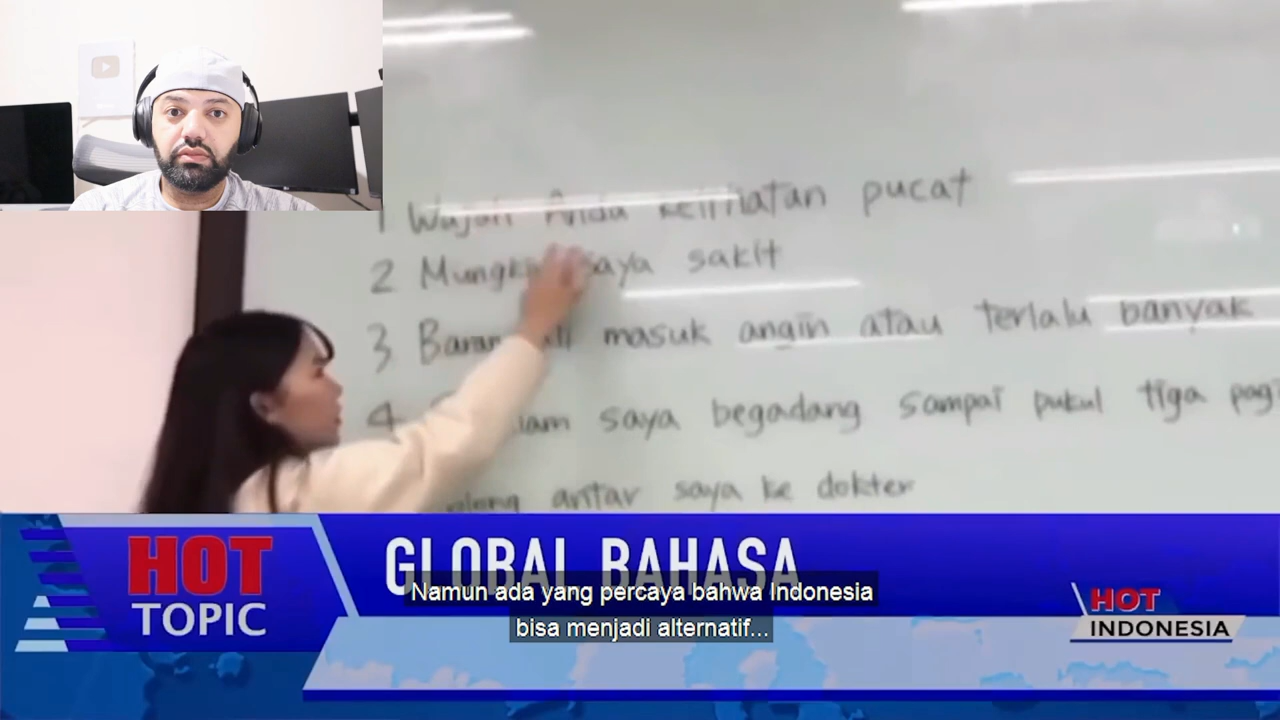 1 Wajah Anda kelihatan pucat
2 Mungkin saya sakit
3 masuk angin atau terlalu banyak
4 saya begadang sampai pukul tiga pagi
antar saya ke dokter
HOT
TOPIC
GLOBAL BAHASA
Namun ada yang percaya bahwa Indonesia
bisa menjadi alternatif...
HOT
INDONESIA